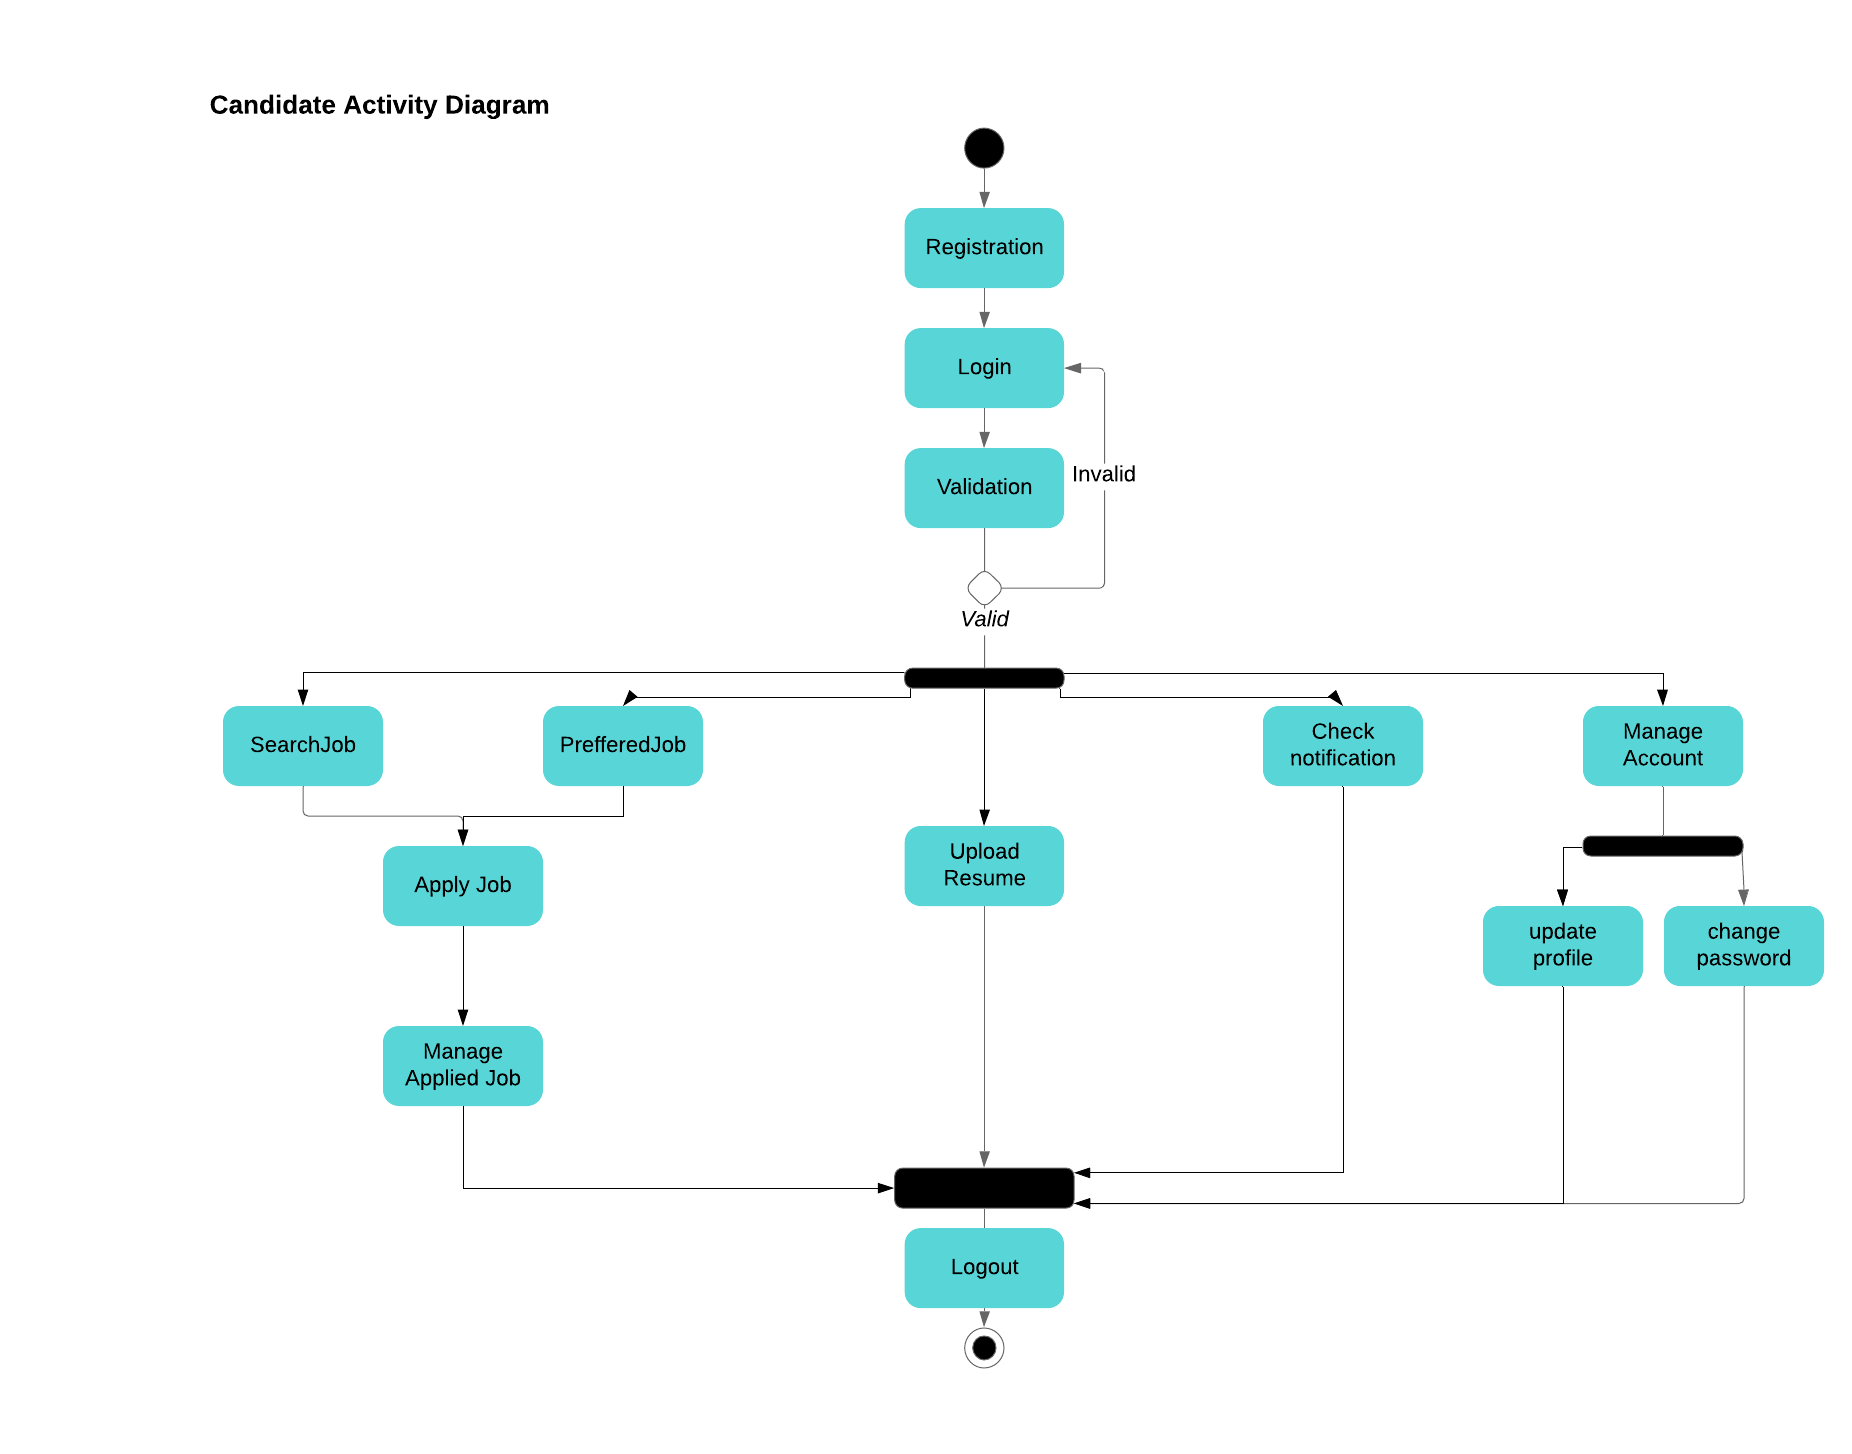 Candidate Activity Diagram
Registration
Login
Validation
Invalid
Valid
SearchJob
PrefferedJob
Check
notification
Manage
Account
Upload
Resume
Apply Job
update
profile
change
password
Manage
Applied Job
Logout